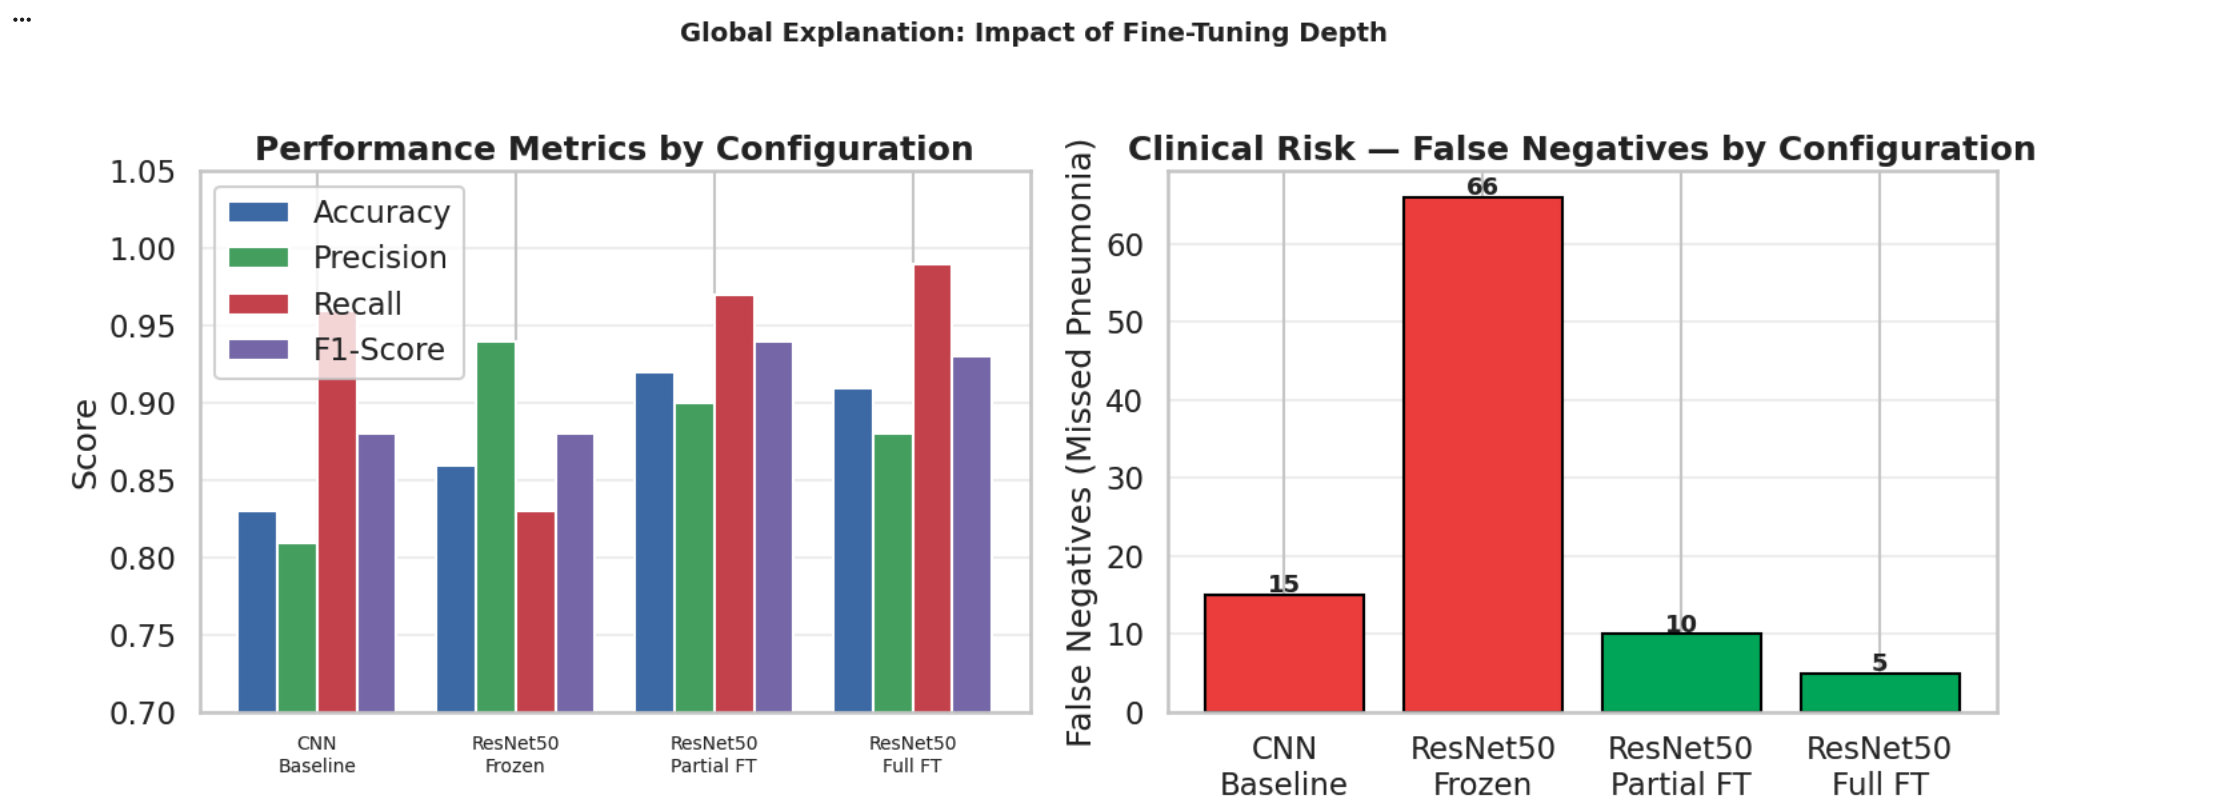 ...
Global Explanation: Impact of Fine-Tuning Depth
Performance Metrics by Configuration
Score
1.05
1.00
0.95
0.90
0.85
0.80
0.75
0.70
Accuracy
Precision
Recall
F1-Score
CNN
Baseline
ResNet50
Frozen
ResNet50
Partial FT
ResNet50
Full FT
Clinical Risk — False Negatives by Configuration
False Negatives (Missed Pneumonia)
60
50
40
30
20
10
0
15
66
10
5
CNN
Baseline
ResNet50
Frozen
ResNet50
Partial FT
ResNet50
Full FT